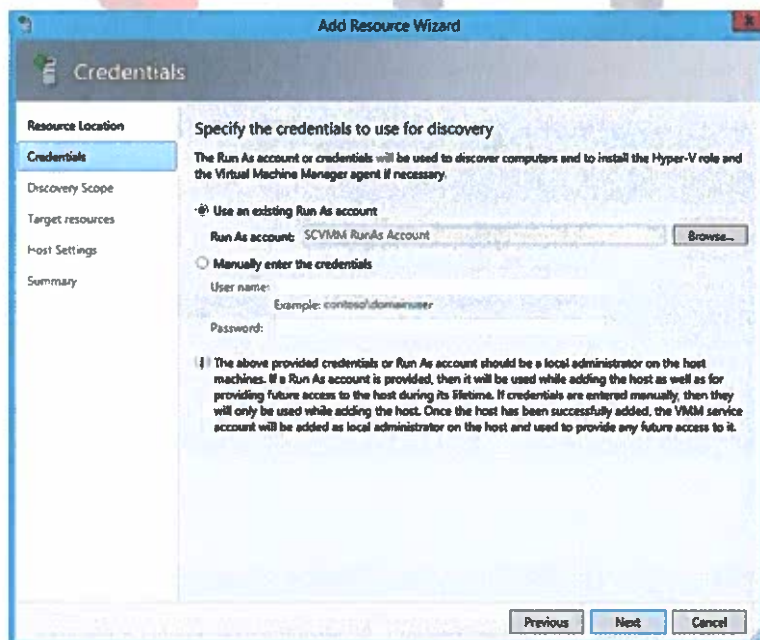 Add Resource Wizard
Credentials
Resource Location
Credentials
Discovery Scope
Target resources
Host Settings
Summary
Specify the credentials to use for discovery
The Run As account or credentials will be used to discover computers and to install the Hyper-V role and
the Virtual Machine Manager agent if necessary.
Use an existing Run As account
Run As account: SCVMM RunAs Account
Browse...
Manually enter the credentials
User name:
Example: contoso\domainuser
Password:
The above provided credentials or Run As account should be a local administrator on the host
machines. If a Run As account is provided, then it will be used while adding the host as well as for
providing future access to the host during its lifetime. If credentials are entered manually, then they
will only be used while adding the host. Once the host has been successfully added, the VMM service
account will be added as local administrator on the host and used to provide any future access to it.
Previous
Next
Cancel